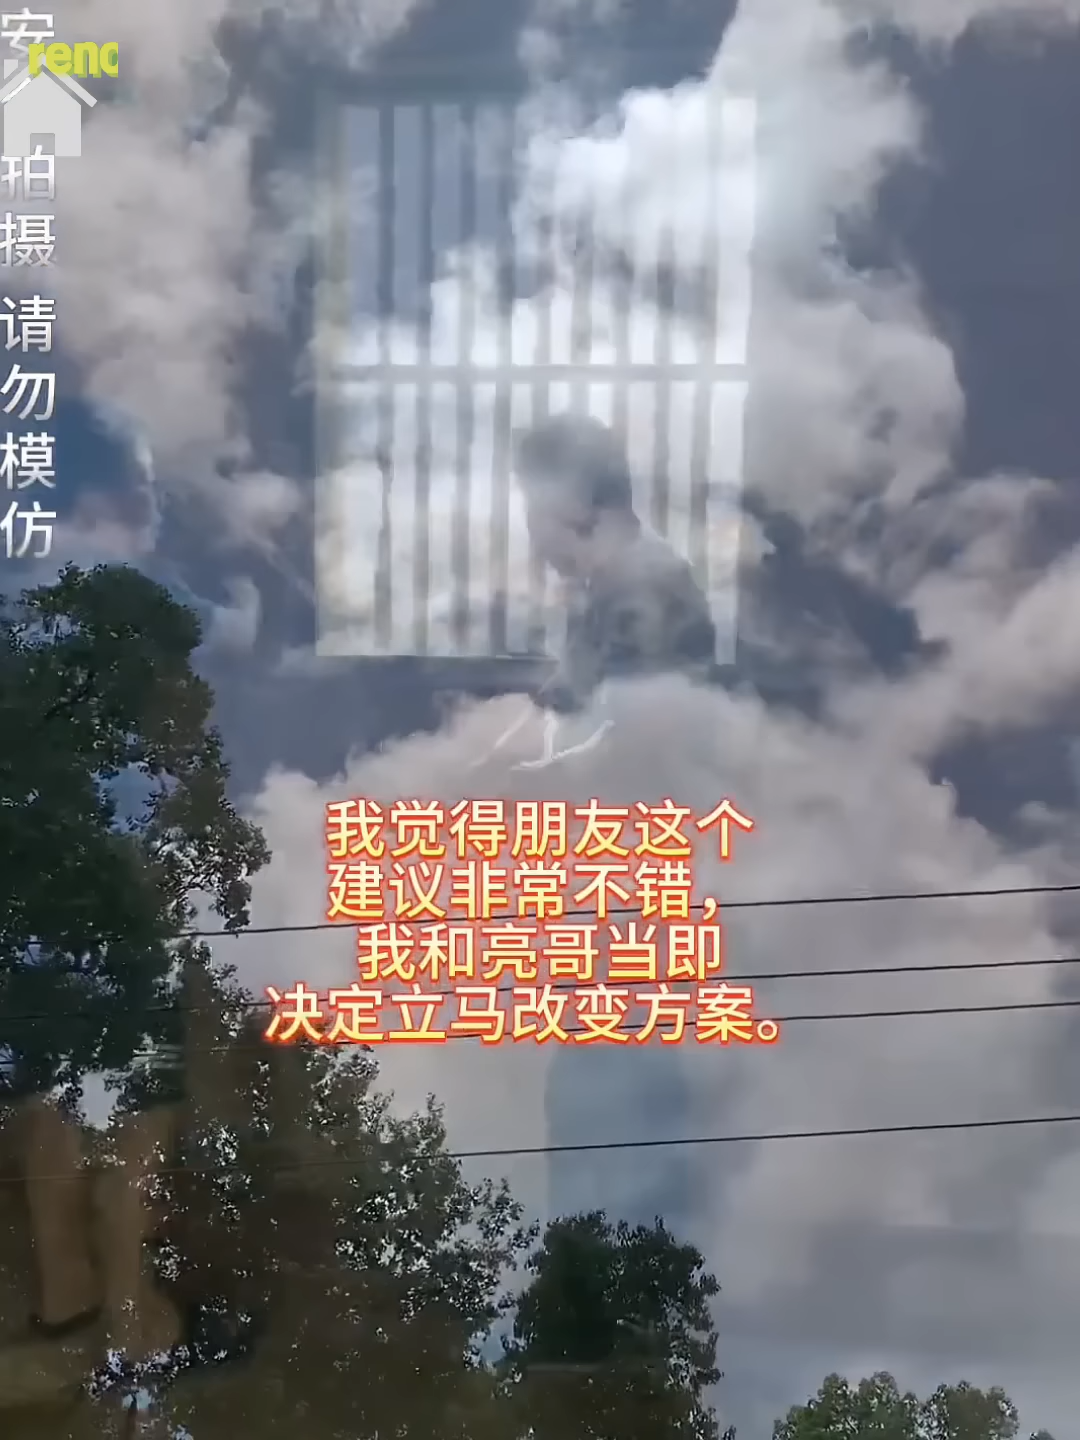 安
reno
拍摄 请勿模仿
我觉得朋友这个
建议非常不错，
我和亮哥当即
决定立马改变方案。